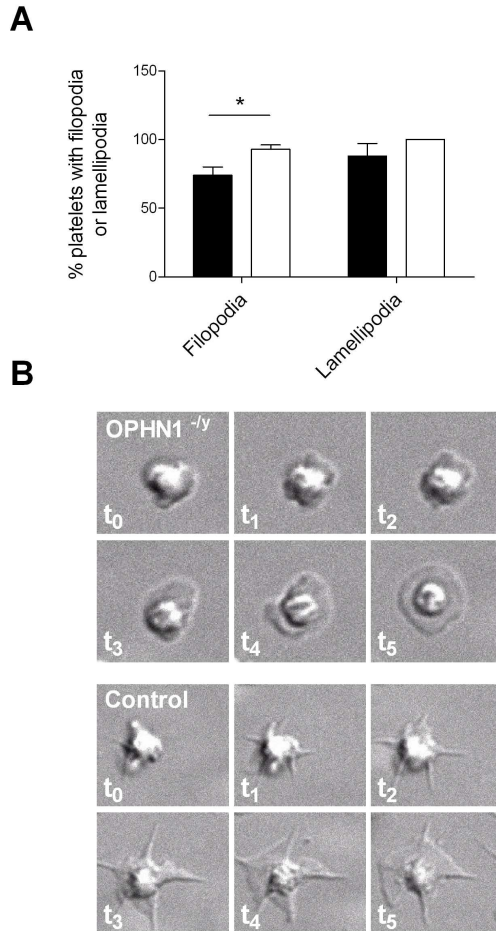 A
% platelets with filopodia
or lamellipodia
150
100
50
0
*
Filopodia
Lamellipodia
B
OPHN1 -/y
t0
t1
t2
t3
t4
t5
Control
t0
t1
t2
t3
t4
t5